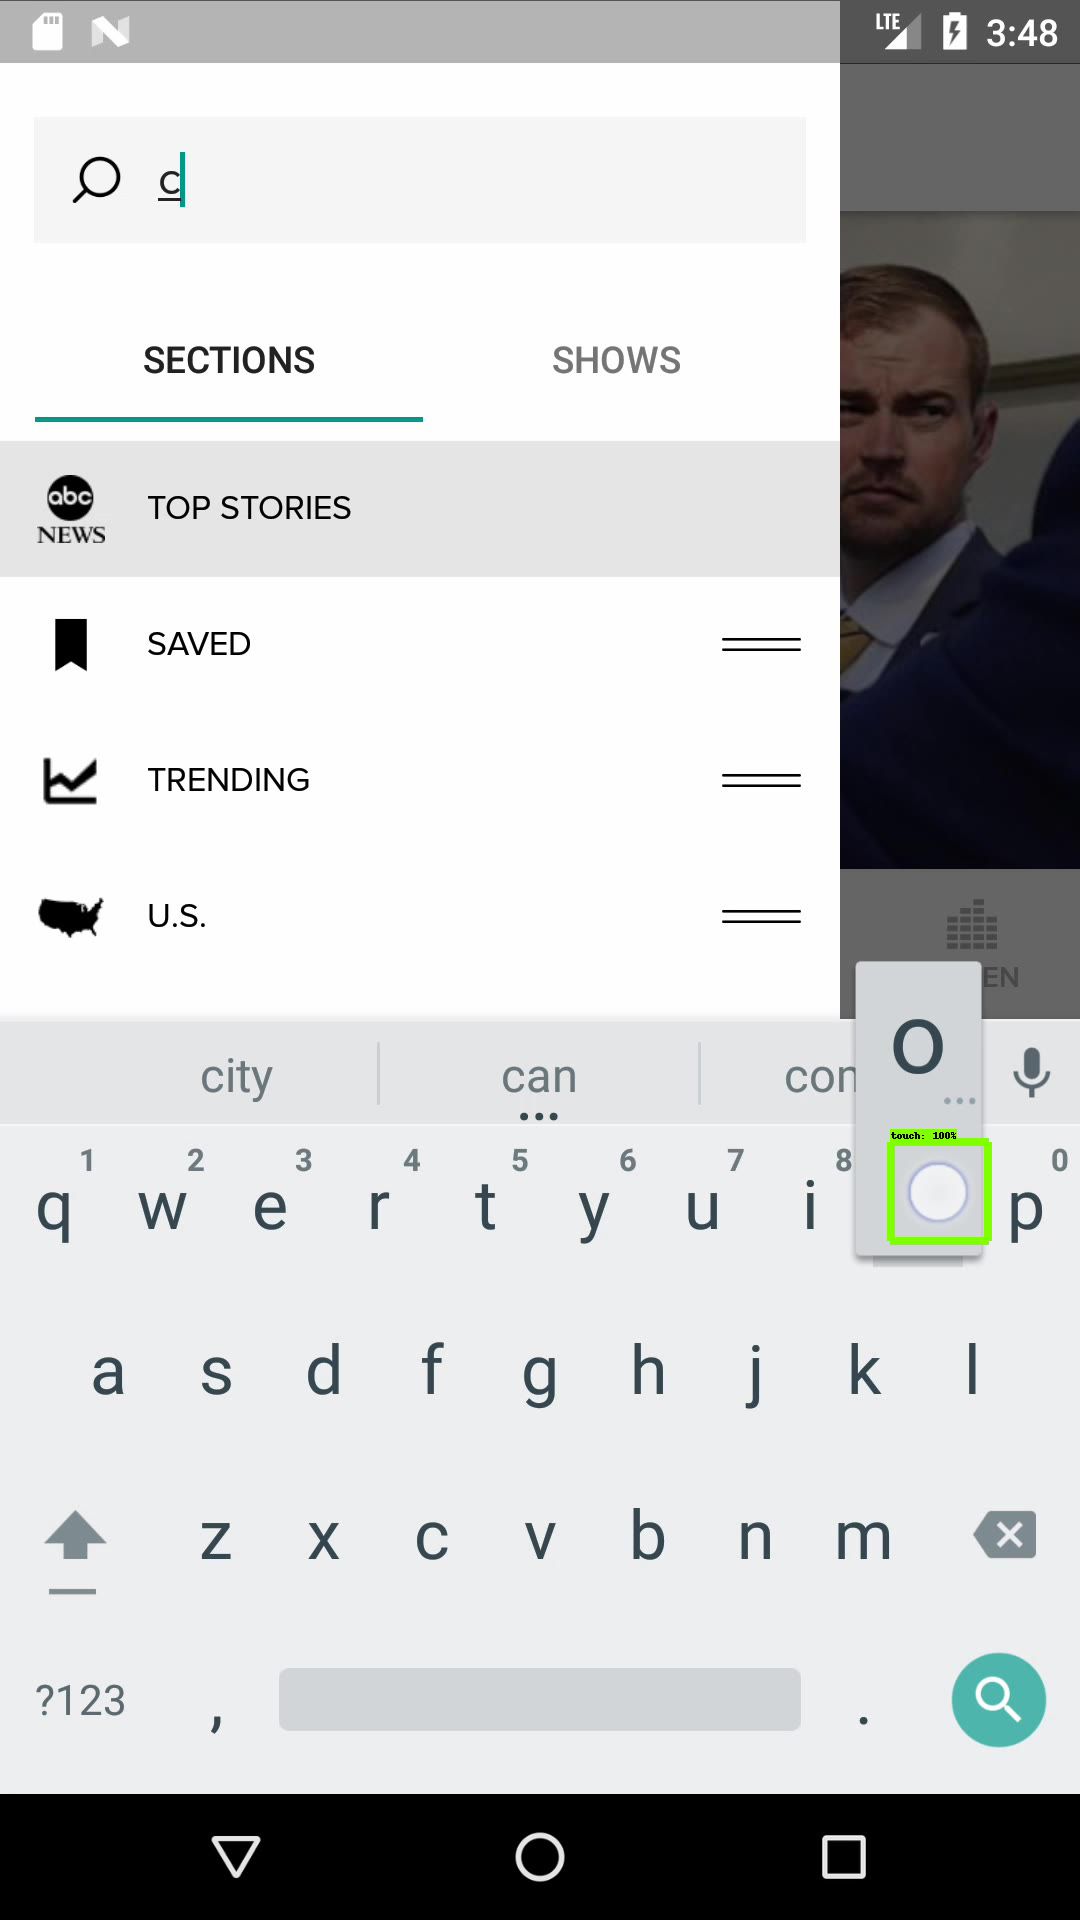 LTE 3:48
c
SECTIONS SHOWS
abc NEWS TOP STORIES
SAVED
TRENDING
U.S.
EN
city can con
o
touch: 100%
1 2 3 4 5 6 7 8 0
q w e r t y u i p
a s d f g h j k l
z x c v b n m
?123 , .